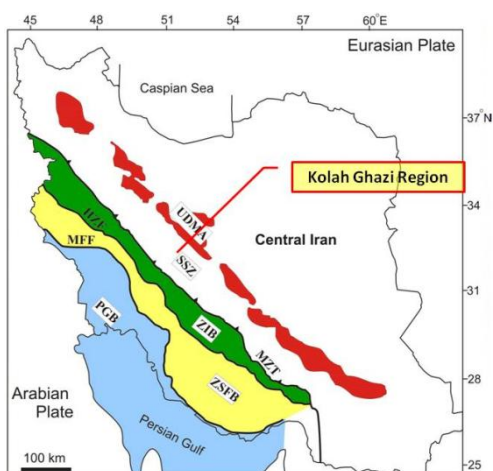 45
48
51
54
57
60°E
Eurasian Plate
Caspian Sea
37°N
Kolah Ghazi Region
34
UDMA
Central Iran
HZF
MFF
SSZ
31
PGB
ZIB
MZT
ZSFB
28
Arabian
Plate
Persian Gulf
100 km
25